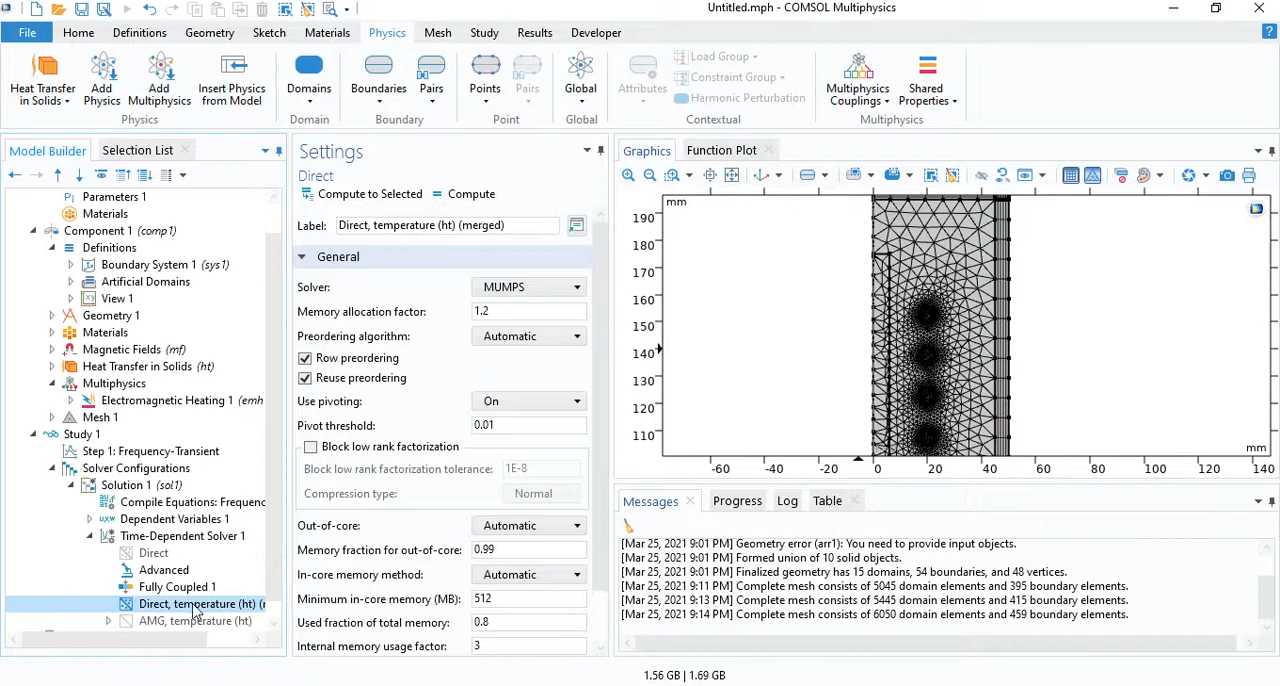 Untitled.mph - COMSOL Multiphysics
File Home Definitions Geometry Sketch Materials Physics Mesh Study Results Developer
Heat Transfer in Solids
Add Physics
Add Multiphysics
Insert Physics from Model
Domains
Boundaries
Pairs
Points
Pairs
Global
Attributes
Load Group
Constraint Group
Harmonic Perturbation
Multiphysics Couplings
Shared Properties
Physics
Domain
Boundary
Point
Global
Contextual
Multiphysics
Model Builder
Selection List
Parameters 1
Materials
Component 1 (comp1)
Definitions
Boundary System 1 (sys1)
Artificial Domains
View 1
Geometry 1
Materials
Magnetic Fields (mf)
Heat Transfer in Solids (ht)
Multiphysics
Electromagnetic Heating 1 (emh
Mesh 1
Study 1
Step 1: Frequency-Transient
Solver Configurations
Solution 1 (sol1)
Compile Equations: Frequenc
Dependent Variables 1
Time-Dependent Solver 1
Direct
Advanced
Fully Coupled 1
Direct, temperature (ht) (
AMG, temperature (ht)
Settings
Direct
Compute to Selected = Compute
Label: Direct, temperature (ht) (merged)
General
Solver: MUMPS
Memory allocation factor: 1.2
Preordering algorithm: Automatic
Row preordering
Reuse preordering
Use pivoting: On
Pivot threshold: 0.01
Block low rank factorization
Block low rank factorization tolerance: 1E-8
Compression type: Normal
Out-of-core: Automatic
Memory fraction for out-of-core: 0.99
In-core memory method: Automatic
Minimum in-core memory (MB): 512
Used fraction of total memory: 0.8
Internal memory usage factor: 3
Graphics
Function Plot
mm
190
180
170
160
150
140
130
120
110
mm
-60 -40 -20 0 20 40 60 80 100 120 140
Messages
Progress
Log
Table
[Mar 25, 2021 9:01 PM] Geometry error (arr1): You need to provide input objects.
[Mar 25, 2021 9:01 PM] Formed union of 10 solid objects.
[Mar 25, 2021 9:01 PM] Finalized geometry has 15 domains, 54 boundaries, and 48 vertices.
[Mar 25, 2021 9:11 PM] Complete mesh consists of 5045 domain elements and 395 boundary elements.
[Mar 25, 2021 9:13 PM] Complete mesh consists of 5445 domain elements and 415 boundary elements.
[Mar 25, 2021 9:14 PM] Complete mesh consists of 6050 domain elements and 459 boundary elements.
1.56 GB | 1.69 GB